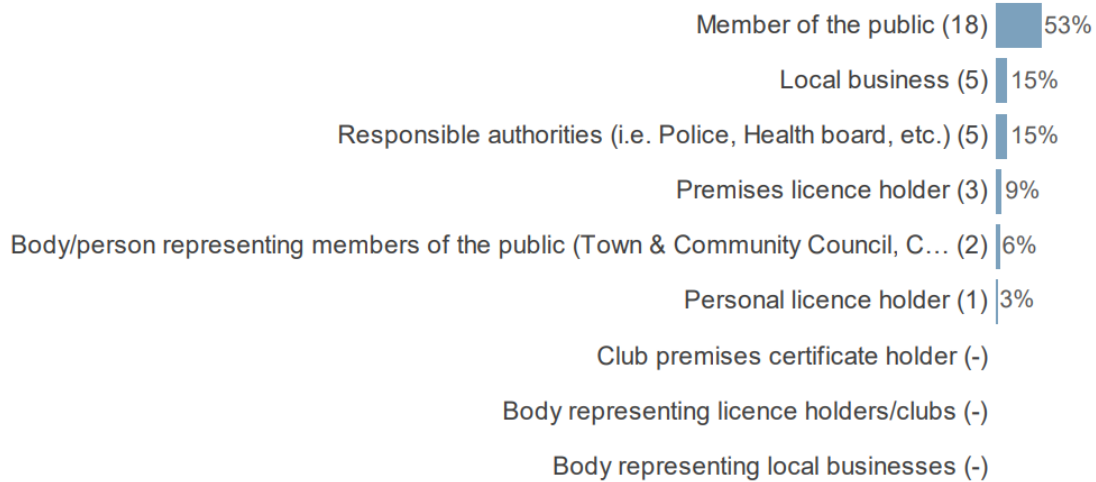 Member of the public (18) 53%
Local business (5) 15%
Responsible authorities (i.e. Police, Health board, etc.) (5) 15%
Premises licence holder (3) 9%
Body/person representing members of the public (Town & Community Council, C… (2) 6%
Personal licence holder (1) 3%
Club premises certificate holder (-)
Body representing licence holders/clubs (-)
Body representing local businesses (-)